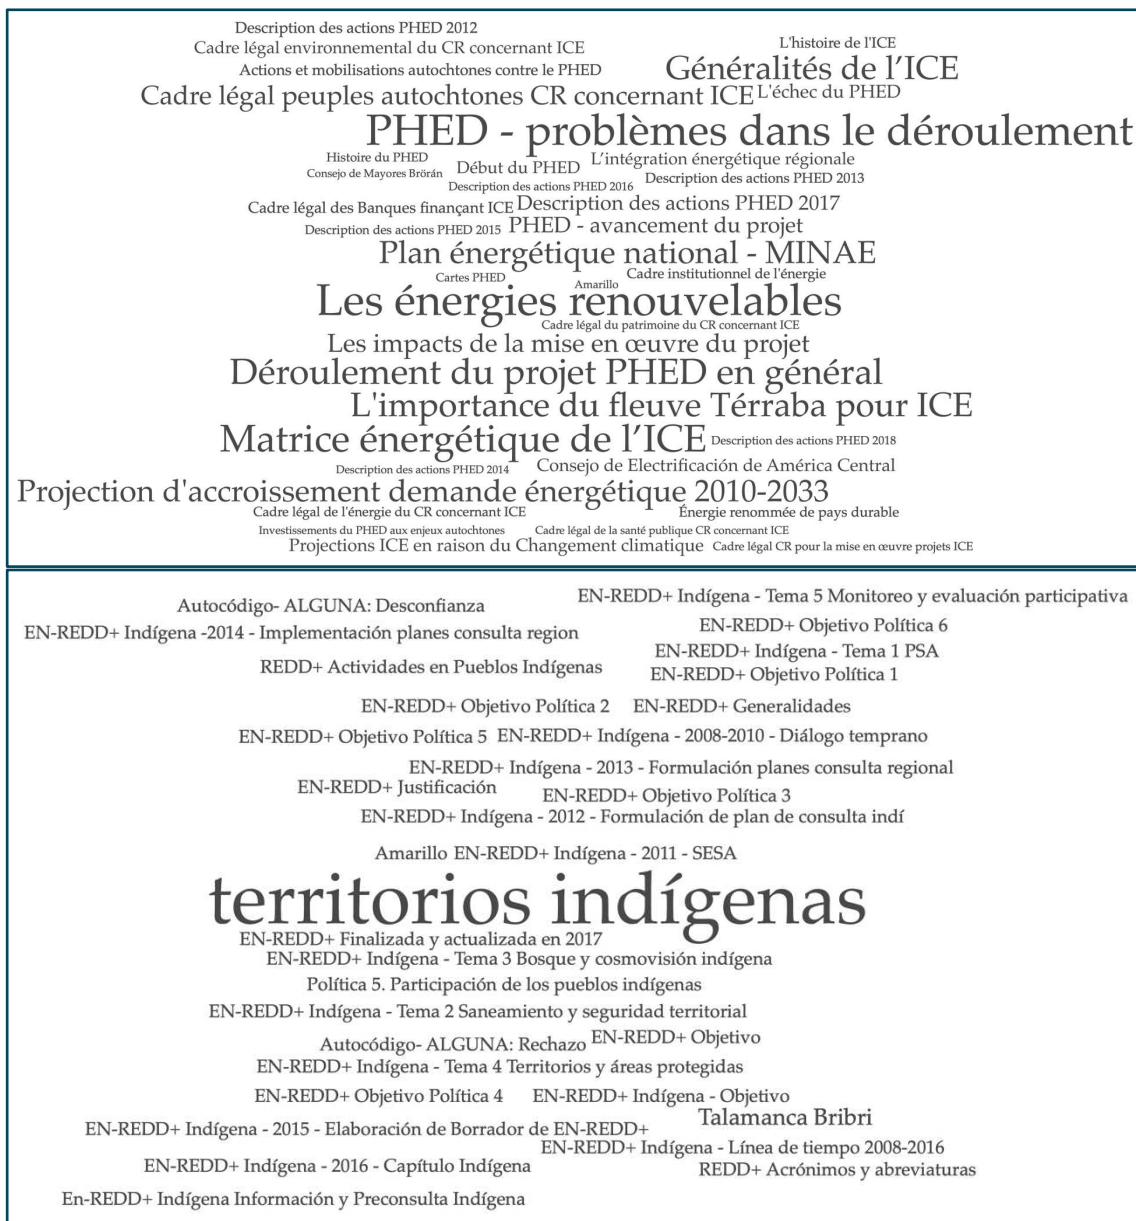 Description des actions PHED 2012
L'histoire de l'ICE
Cadre légal environnemental du CR concernant ICE
Actions et mobilisations autochtones contre le PHED
Généralités de l’ICE
Cadre légal peuples autochtones CR concernant ICE L'échec du PHED
PHED - problèmes dans le déroulement
Histoire du PHED
Début du PHED L’intégration énergétique régionale
Consejo de Mayores Brörán
Description des actions PHED 2016 Description des actions PHED 2013
Cadre légal des Banques finançant ICE Description des actions PHED 2017
Description des actions PHED 2015 PHED - avancement du projet
Plan énergétique national - MINAE
Cartes PHED
Cadre institutionnel de l'énergie
Amarillo
Les énergies renouvelables
Cadre légal du patrimoine du CR concernant ICE
Les impacts de la mise en œuvre du projet
Déroulement du projet PHED en général
L'importance du fleuve Térraba pour ICE
Matrice énergétique de l’ICE Description des actions PHED 2018
Description des actions PHED 2014 Consejo de Electrificación de América Central
Projection d'accroissement demande énergétique 2010-2033
Cadre légal de l'énergie du CR concernant ICE Énergie renommée de pays durable
Investissements du PHED aux enjeux autochtones Cadre légal de la santé publique CR concernant ICE
Projections ICE en raison du Changement climatique Cadre légal CR pour la mise en œuvre projets ICE
EN-REDD+ Indígena - Tema 5 Monitoreo y evaluación participativa
Autocódigo- ALGUNA: Desconfianza
EN-REDD+ Indígena -2014 - Implementación planes consulta region
EN-REDD+ Objetivo Política 6
EN-REDD+ Indígena - Tema 1 PSA
REDD+ Actividades en Pueblos Indígenas
EN-REDD+ Objetivo Política 1
EN-REDD+ Objetivo Política 2 EN-REDD+ Generalidades
EN-REDD+ Objetivo Política 5 EN-REDD+ Indígena - 2008-2010 - Diálogo temprano
EN-REDD+ Indígena - 2013 - Formulación planes consulta regional
EN-REDD+ Justificación
EN-REDD+ Objetivo Política 3
EN-REDD+ Indígena - 2012 - Formulación de plan de consulta indí
Amarillo EN-REDD+ Indígena - 2011 - SESA
territorios indígenas
EN-REDD+ Finalizada y actualizada en 2017
EN-REDD+ Indígena - Tema 3 Bosque y cosmovisión indígena
Política 5. Participación de los pueblos indígenas
EN-REDD+ Indígena - Tema 2 Saneamiento y seguridad territorial
Autocódigo- ALGUNA: Rechazo EN-REDD+ Objetivo
EN-REDD+ Indígena - Tema 4 Territorios y áreas protegidas
EN-REDD+ Objetivo Política 4 EN-REDD+ Indígena - Objetivo
Talamanca Bribri
EN-REDD+ Indígena - 2015 - Elaboración de Borrador de EN-REDD+
EN-REDD+ Indígena - Línea de tiempo 2008-2016
EN-REDD+ Indígena - 2016 - Capítulo Indígena
REDD+ Acrónimos y abreviaturas
En-REDD+ Indígena Información y Preconsulta Indígena